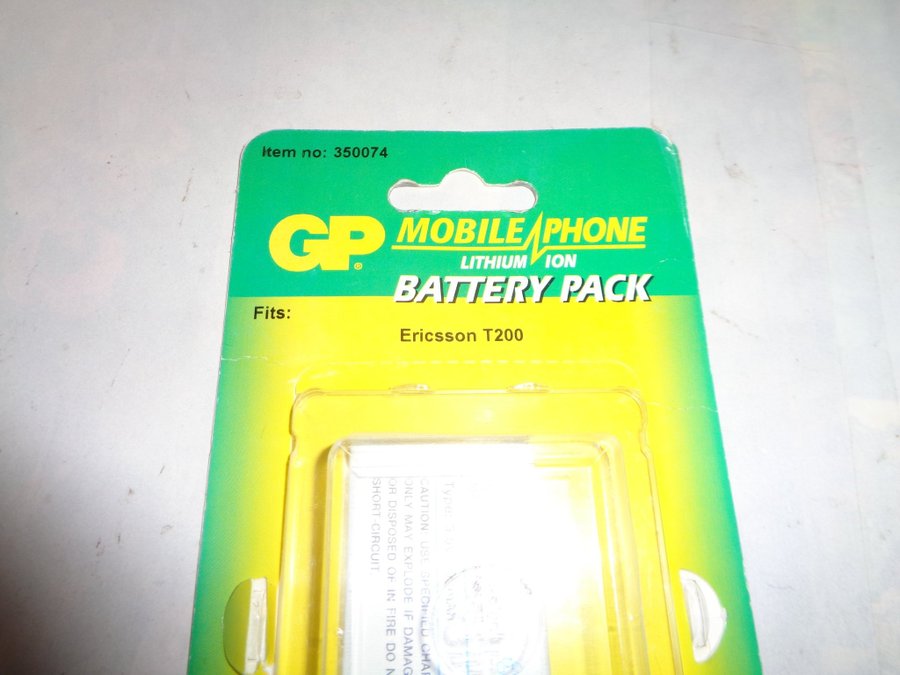 Item no: 350074
GP®
MOBILE PHONE
LITHIUM ION
BATTERY PACK
Fits:
Ericsson T200
Type:
CAUTION: USE SPECIFIED CHA
ONLY MAY EXPLODE IF DAMAG
OR DISPOSED OF IN FIRE DO N
SHORT-CIRCUIT